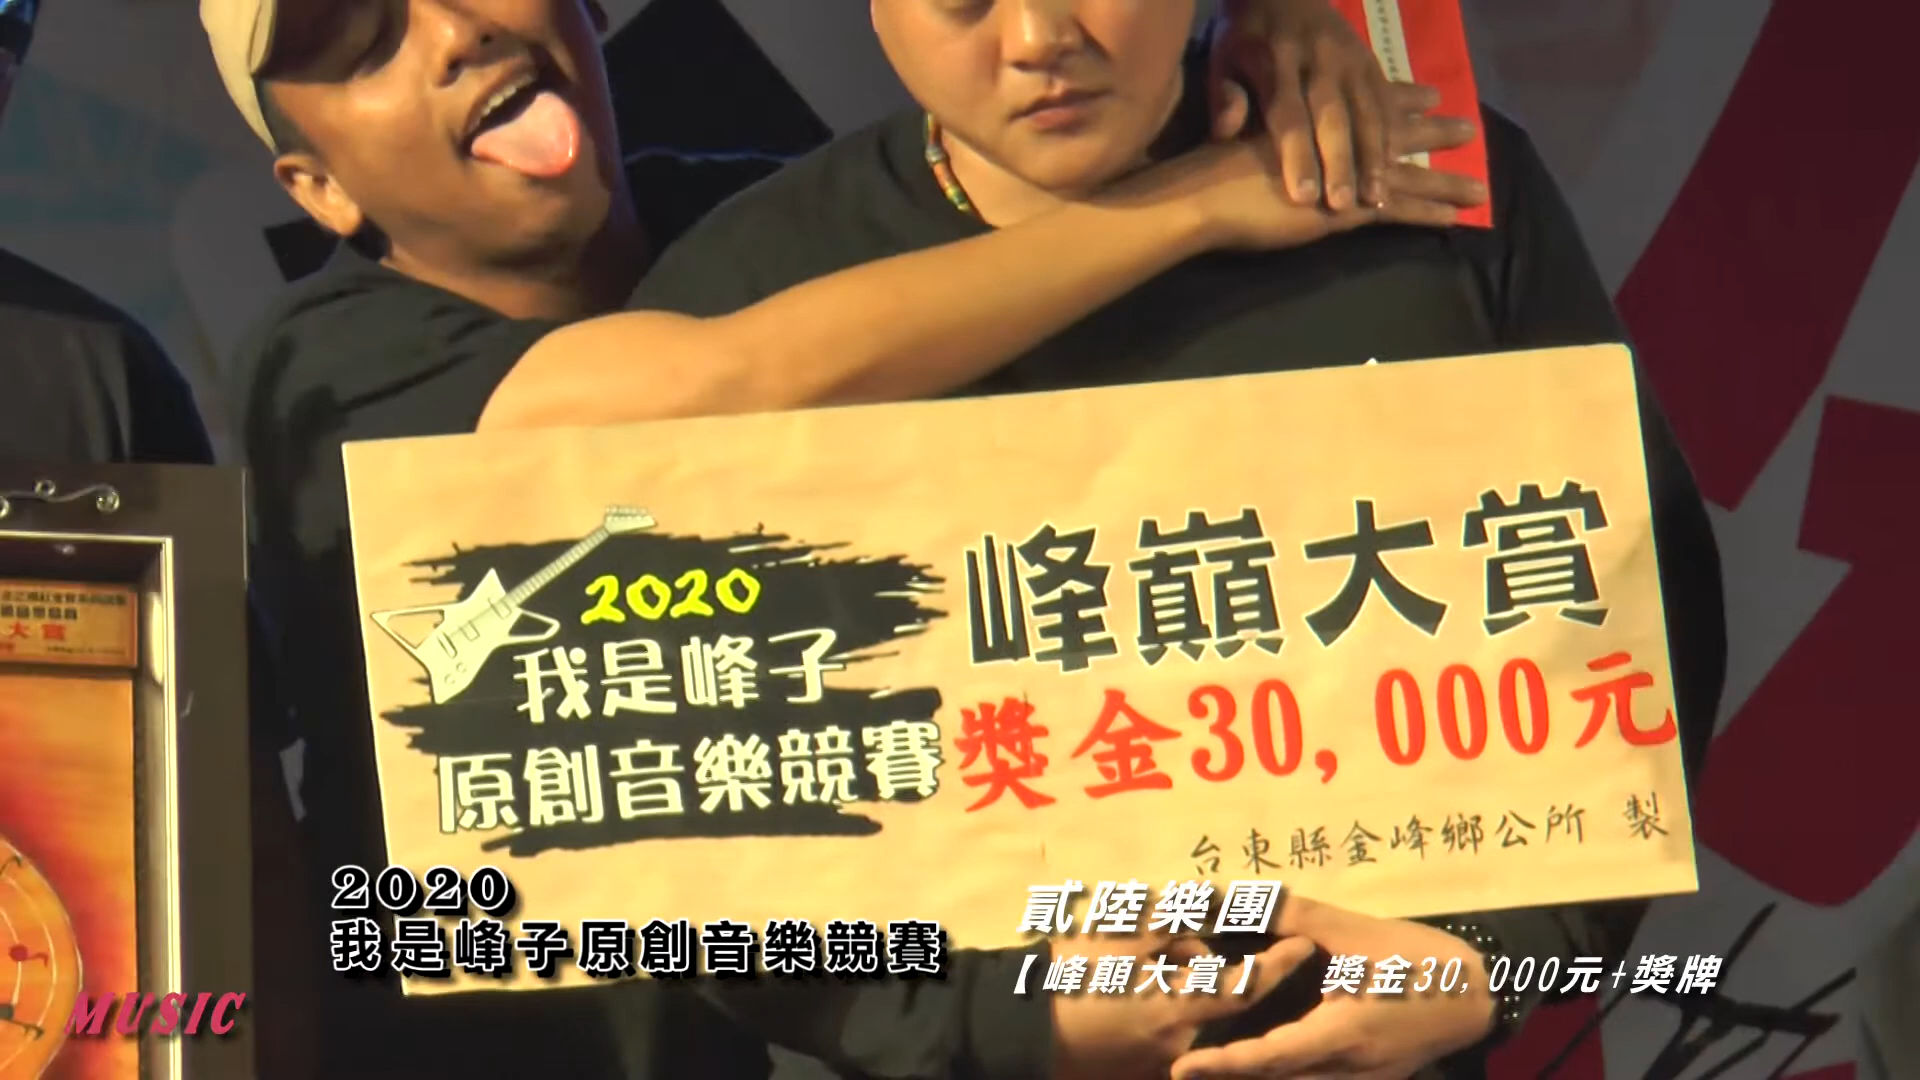 2020
我是峰子
原創音樂競賽
峰巔大賞
獎金30,000元
台東縣金峰鄉公所 製
大賞
2020
我是峰子原創音樂競賽
貳陸樂團
【峰顛大賞】 獎金30,000元+獎牌
MUSIC